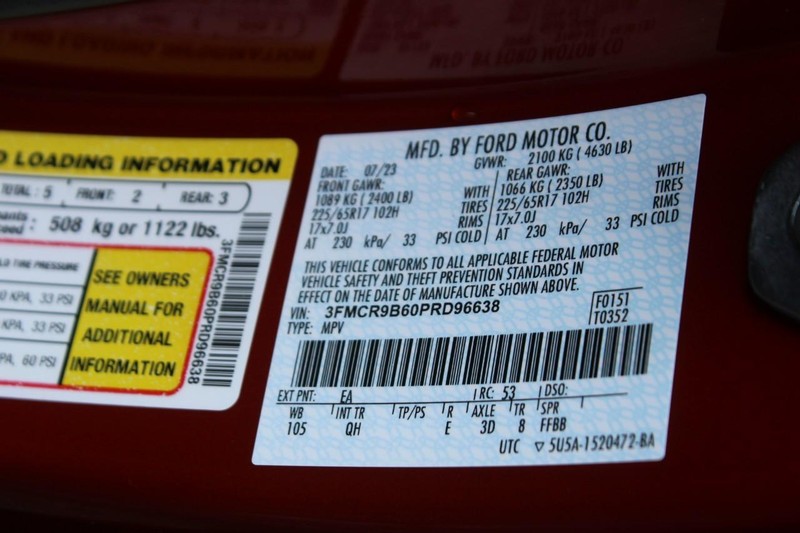 D LOADING INFORMATION
TOTAL: 5 FRONT: 2 REAR: 3
508 kg or 1122 lbs.
TIRE PRESSURE
KPA, 33 PSI
KPA, 33 PSI
PA, 60 PSI
SEE OWNERS
MANUAL FOR
ADDITIONAL
INFORMATION
3FMCR9B60PRD96638
MFD. BY FORD MOTOR CO.
DATE: 07/23 GVWR: 2100 KG ( 4630 LB)
FRONT GAWR: REAR GAWR:
1089 KG ( 2400 LB) WITH 1066 KG ( 2350 LB) WITH
225/65R17 102H TIRES 225/65R17 102H TIRES
17x7.0J RIMS 17x7.0J RIMS
AT 230 kPa/ 33 PSI COLD AT 230 kPa/ 33 PSI COLD
THIS VEHICLE CONFORMS TO ALL APPLICABLE FEDERAL MOTOR
VEHICLE SAFETY AND THEFT PREVENTION STANDARDS IN
EFFECT ON THE DATE OF MANUFACTURE SHOWN ABOVE.
VIN: 3FMCR9B60PRD96638 F0151
TYPE: MPV T0352
EXT PNT: EA RC: 53 DSO:
WB INT TR TP/PS R AXLE TR SPR
105 QH E 3D 8 FFBB
UTC ▽ 5U5A-1520472-BA